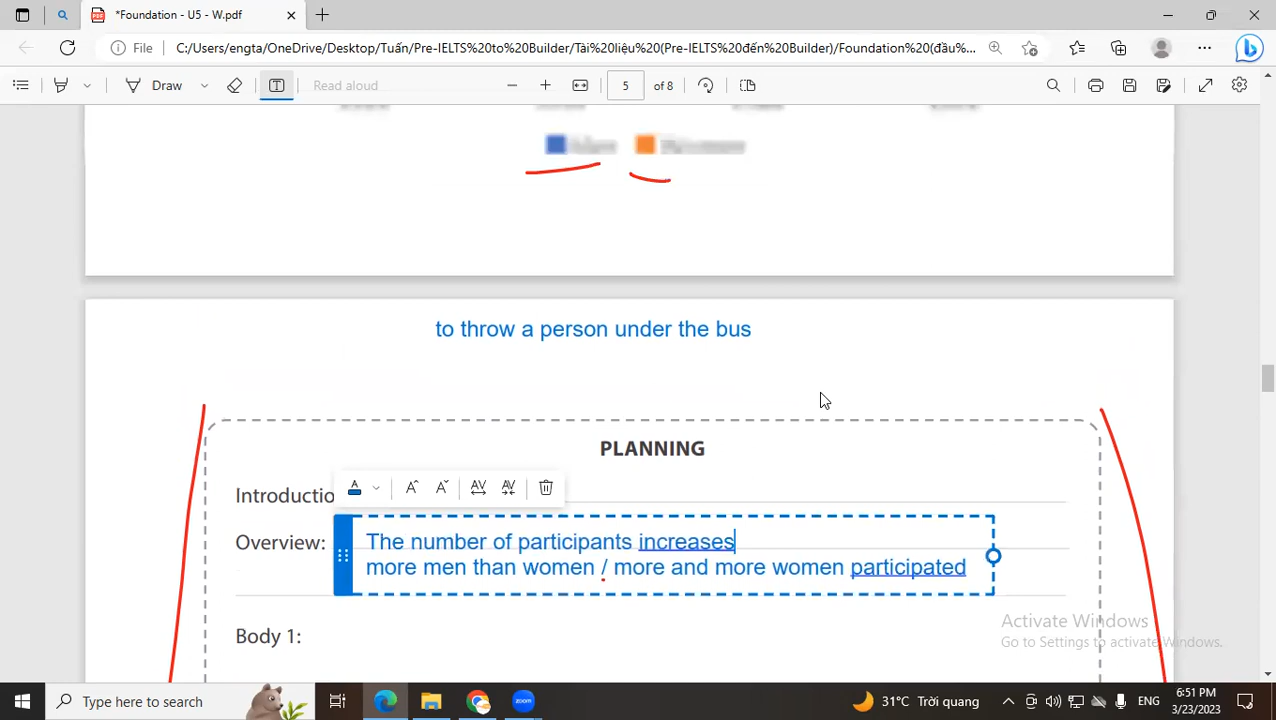 *Foundation - U5 - W.pdf
File
C:/Users/engta/OneDrive/Desktop/Tuấn/Pre-IELTS%20to%20Builder/Tài%20liệu%20(Pre-IELTS%20đến%20Builder)/Foundation%20(đầu%...
Draw
Read aloud
5
of 8
to throw a person under the bus
PLANNING
Introductio
Overview:
The number of participants increases
more men than women / more and more women participated
Body 1:
Activate Windows
Go to Settings to activate Windows.
Type here to search
zoom
31°C Trời quang
ENG
6:51 PM
3/23/2023